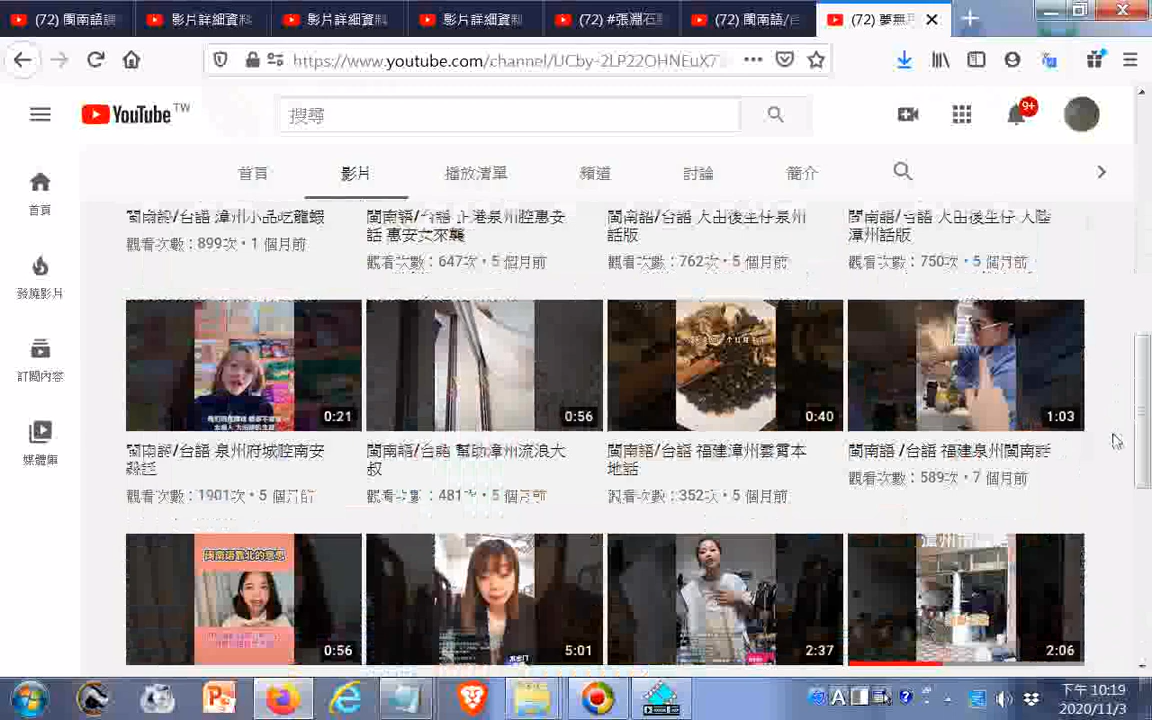 (72) 閩南語
影片詳細資
影片詳細資
影片詳細資
(72) #張淵石
(72) 閩南語/
(72) 夢無
https://www.youtube.com/channel/UCby-2LP22OHNEuX7
YouTube TW
搜尋
9+
首頁
影片
播放清單
頻道
討論
簡介
首頁
發燒影片
訂閱內容
媒體庫
閩南語/台語 漳州小品吃龍蝦
觀看次數：899次 • 1 個月前
閩南語/台語 正港泉州腔惠安
話 惠安女來襲
觀看次數：647次 • 5 個月前
閩南語/台語 大田後生仔泉州
話版
觀看次數：762次 • 5 個月前
閩南語/台語 大田後生仔 大陸
漳州話版
觀看次數：750次 • 5 個月前
0:21
0:56
0:40
1:03
閩南語/台語 泉州府城腔南安
觀看次數：1901次 • 5 個月前
閩南語/台語 幫助漳州流浪大
叔
觀看次數：481次 • 5 個月前
閩南語/台語 福建漳州雲霄本
地話
觀看次數：352次 • 5 個月前
閩南語 /台語 福建泉州閩南話
觀看次數：589次 • 7 個月前
閩南語靠北的意思
0:56
5:01
2:37
漳州市
2:06
下午 10:19
2020/11/3